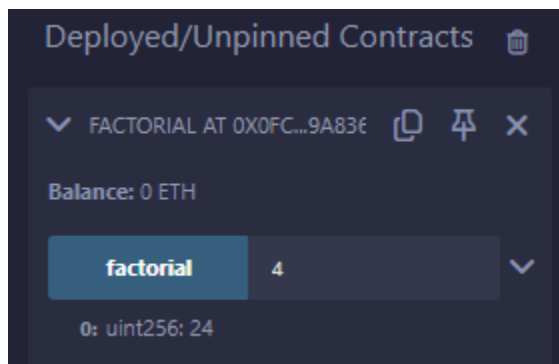 Deployed/Unpinned Contracts
FACTORIAL AT 0X0FC...9A836
Balance: 0 ETH
factorial 4
0: uint256: 24